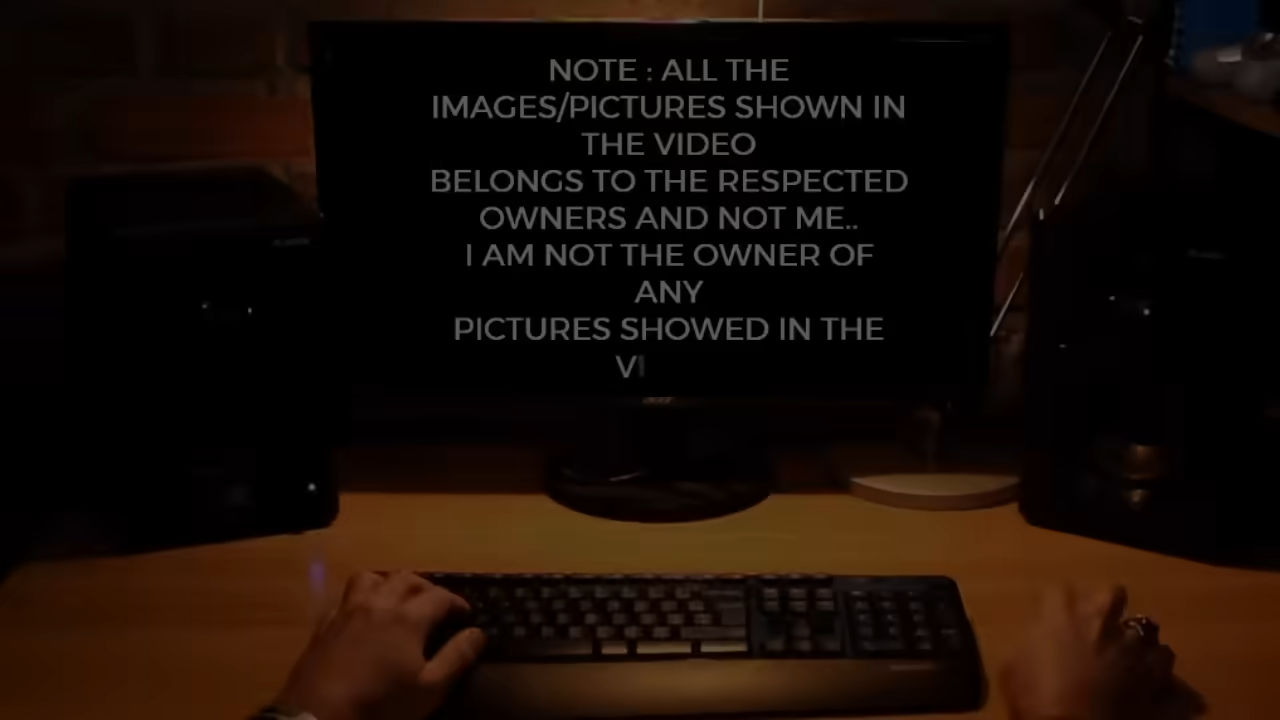 NOTE : ALL THE
IMAGES/PICTURES SHOWN IN
THE VIDEO
BELONGS TO THE RESPECTED
OWNERS AND NOT ME..
I AM NOT THE OWNER OF
ANY
PICTURES SHOWED IN THE
VI